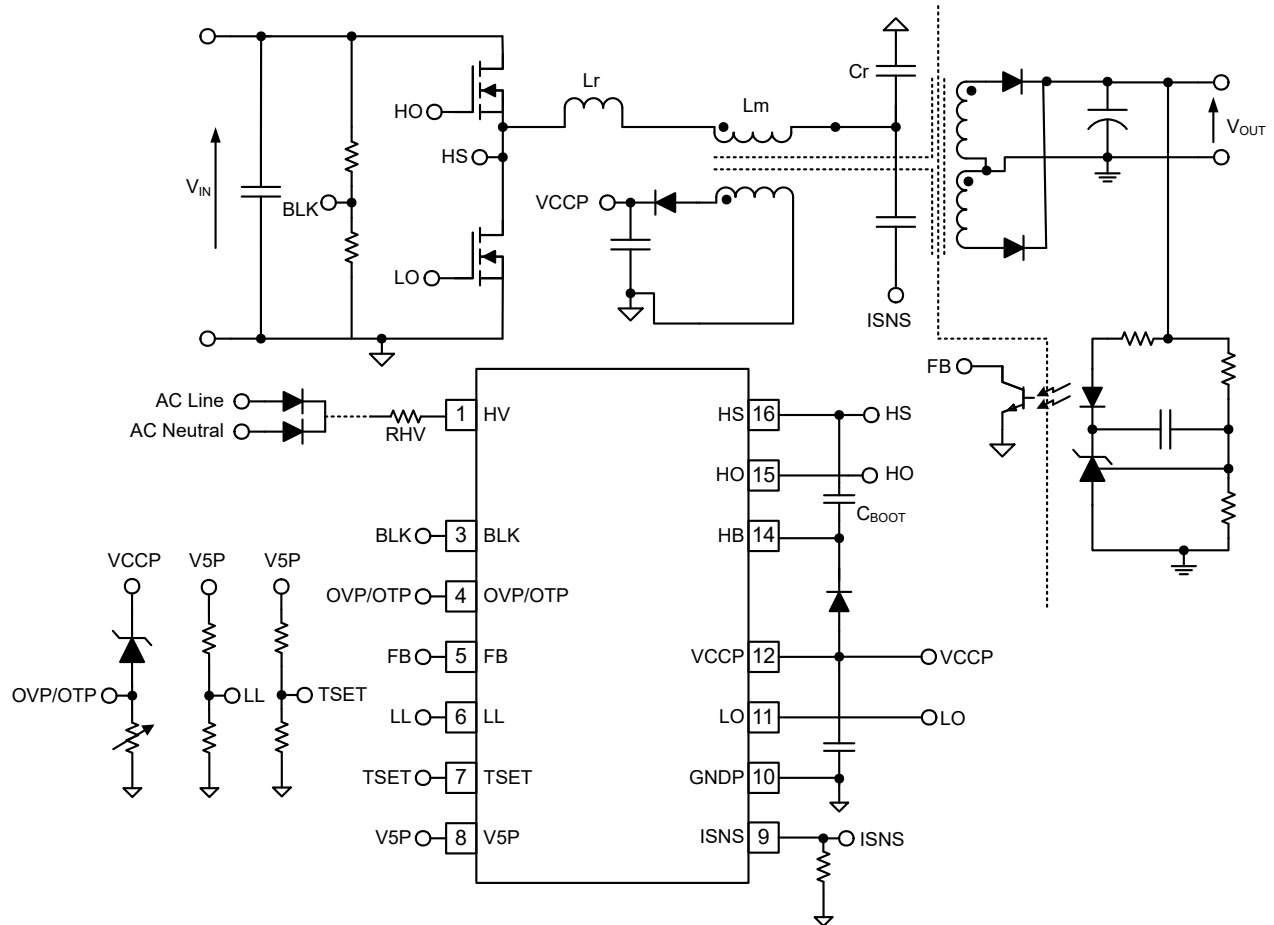 Lr
Lm
Cr
HO
HS
V_IN
BLK
LO
VCCP
ISNS
V_OUT
FB
AC Line
AC Neutral
RHV
1 HV
HS 16 HS
HO 15 HO
C_BOOT
BLK 3 BLK
HB 14
OVP/OTP 4 OVP/OTP
FB 5 FB
VCCP 12 VCCP
LL 6 LL
LO 11 LO
TSET 7 TSET
GNDP 10
V5P 8 V5P
ISNS 9 ISNS
VCCP V5P V5P
OVP/OTP LL TSET